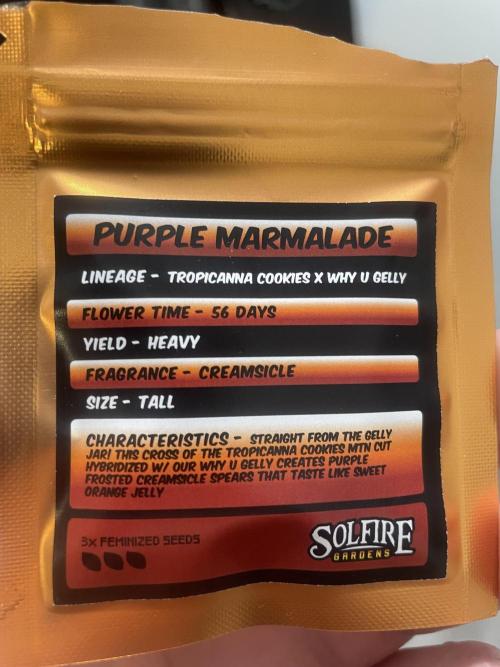 PURPLE MARMALADE
LINEAGE - TROPICANNA COOKIES X WHY U GELLY
FLOWER TIME - 56 DAYS
YIELD - HEAVY
FRAGRANCE - CREAMSICLE
SIZE - TALL
CHARACTERISTICS - STRAIGHT FROM THE GELLY
JAR! THIS CROSS OF THE TROPICANNA COOKIES MTN CUT
HYBRIDIZED W/ OUR WHY U GELLY CREATES PURPLE
FROSTED CREAMSICLE SPEARS THAT TASTE LIKE SWEET
ORANGE JELLY
3X FEMINIZED SEEDS
SOLFIRE
GARDENS